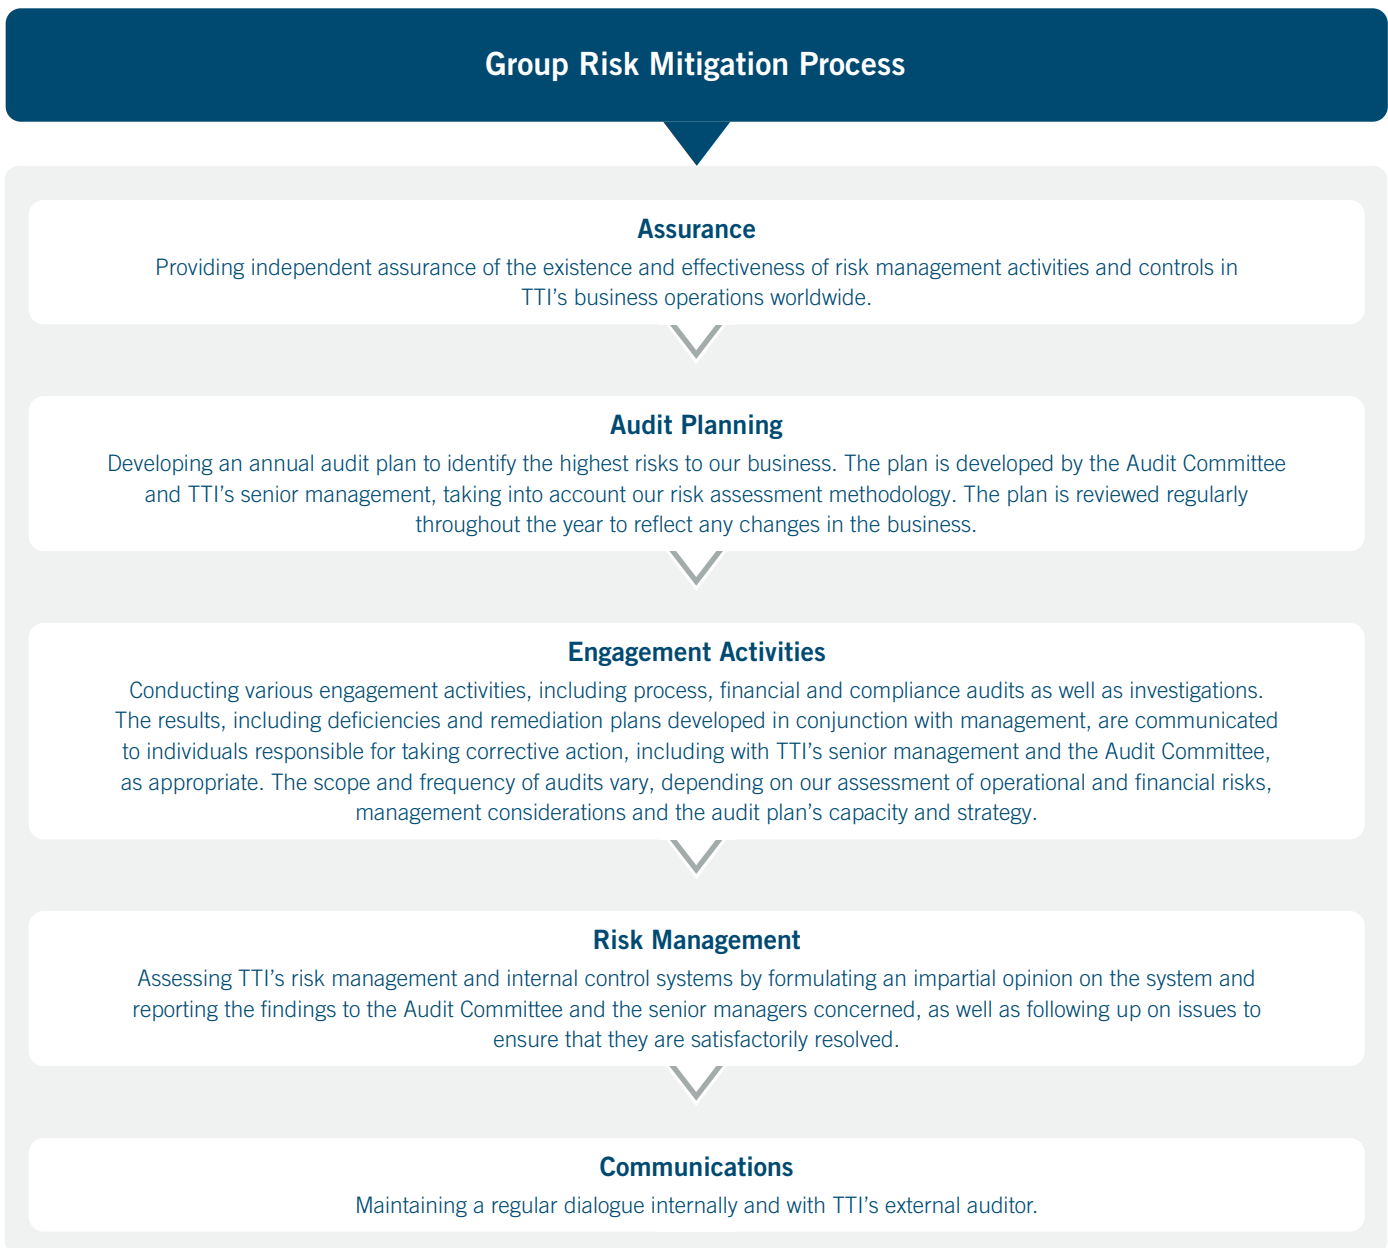 Group Risk Mitigation Process
Assurance
Providing independent assurance of the existence and effectiveness of risk management activities and controls in
TTI’s business operations worldwide.
Audit Planning
Developing an annual audit plan to identify the highest risks to our business. The plan is developed by the Audit Committee
and TTI’s senior management, taking into account our risk assessment methodology. The plan is reviewed regularly
throughout the year to reflect any changes in the business.
Engagement Activities
Conducting various engagement activities, including process, financial and compliance audits as well as investigations.
The results, including deficiencies and remediation plans developed in conjunction with management, are communicated
to individuals responsible for taking corrective action, including with TTI’s senior management and the Audit Committee,
as appropriate. The scope and frequency of audits vary, depending on our assessment of operational and financial risks,
management considerations and the audit plan’s capacity and strategy.
Risk Management
Assessing TTI’s risk management and internal control systems by formulating an impartial opinion on the system and
reporting the findings to the Audit Committee and the senior managers concerned, as well as following up on issues to
ensure that they are satisfactorily resolved.
Communications
Maintaining a regular dialogue internally and with TTI’s external auditor.